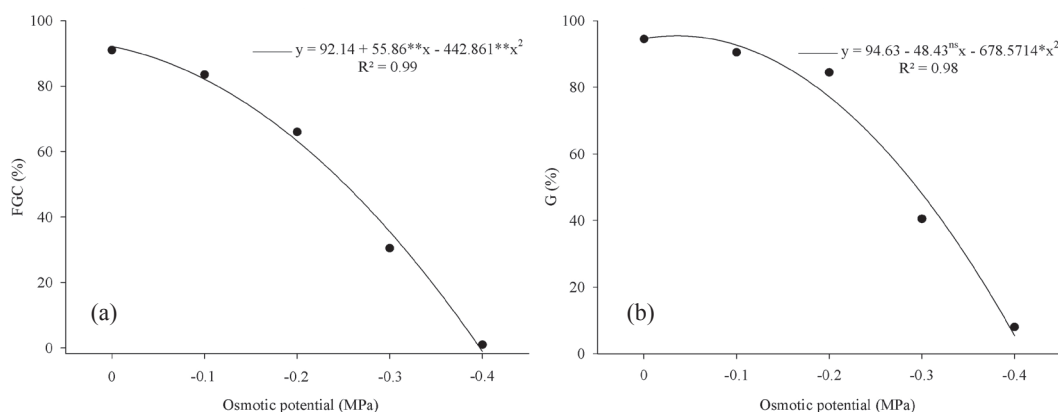 100
80
60
40
20
0
FGC (%)
y = 92.14 + 55.86**x - 442.861**x²
R² = 0.99
(a)
0 -0.1 -0.2 -0.3 -0.4
Osmotic potential (MPa)
100
80
60
40
20
0
G (%)
y = 94.63 - 48.43ⁿˢx - 678.5714*x²
R² = 0.98
(b)
0 -0.1 -0.2 -0.3 -0.4
Osmotic potential (MPa)